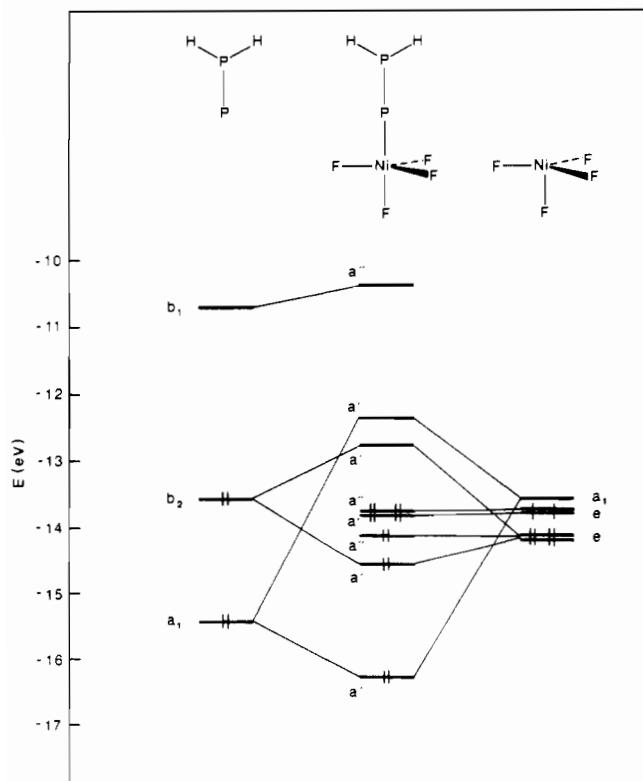 H H H H
P P
P P
F Ni F F F Ni F F
F F
-10
a''
b₁
-11
-12
a'
a'
-13
b₂ a₁
a'' e
a'
-14
a'' e
a'
-15
a₁
-16
a'
-17
E (eV)